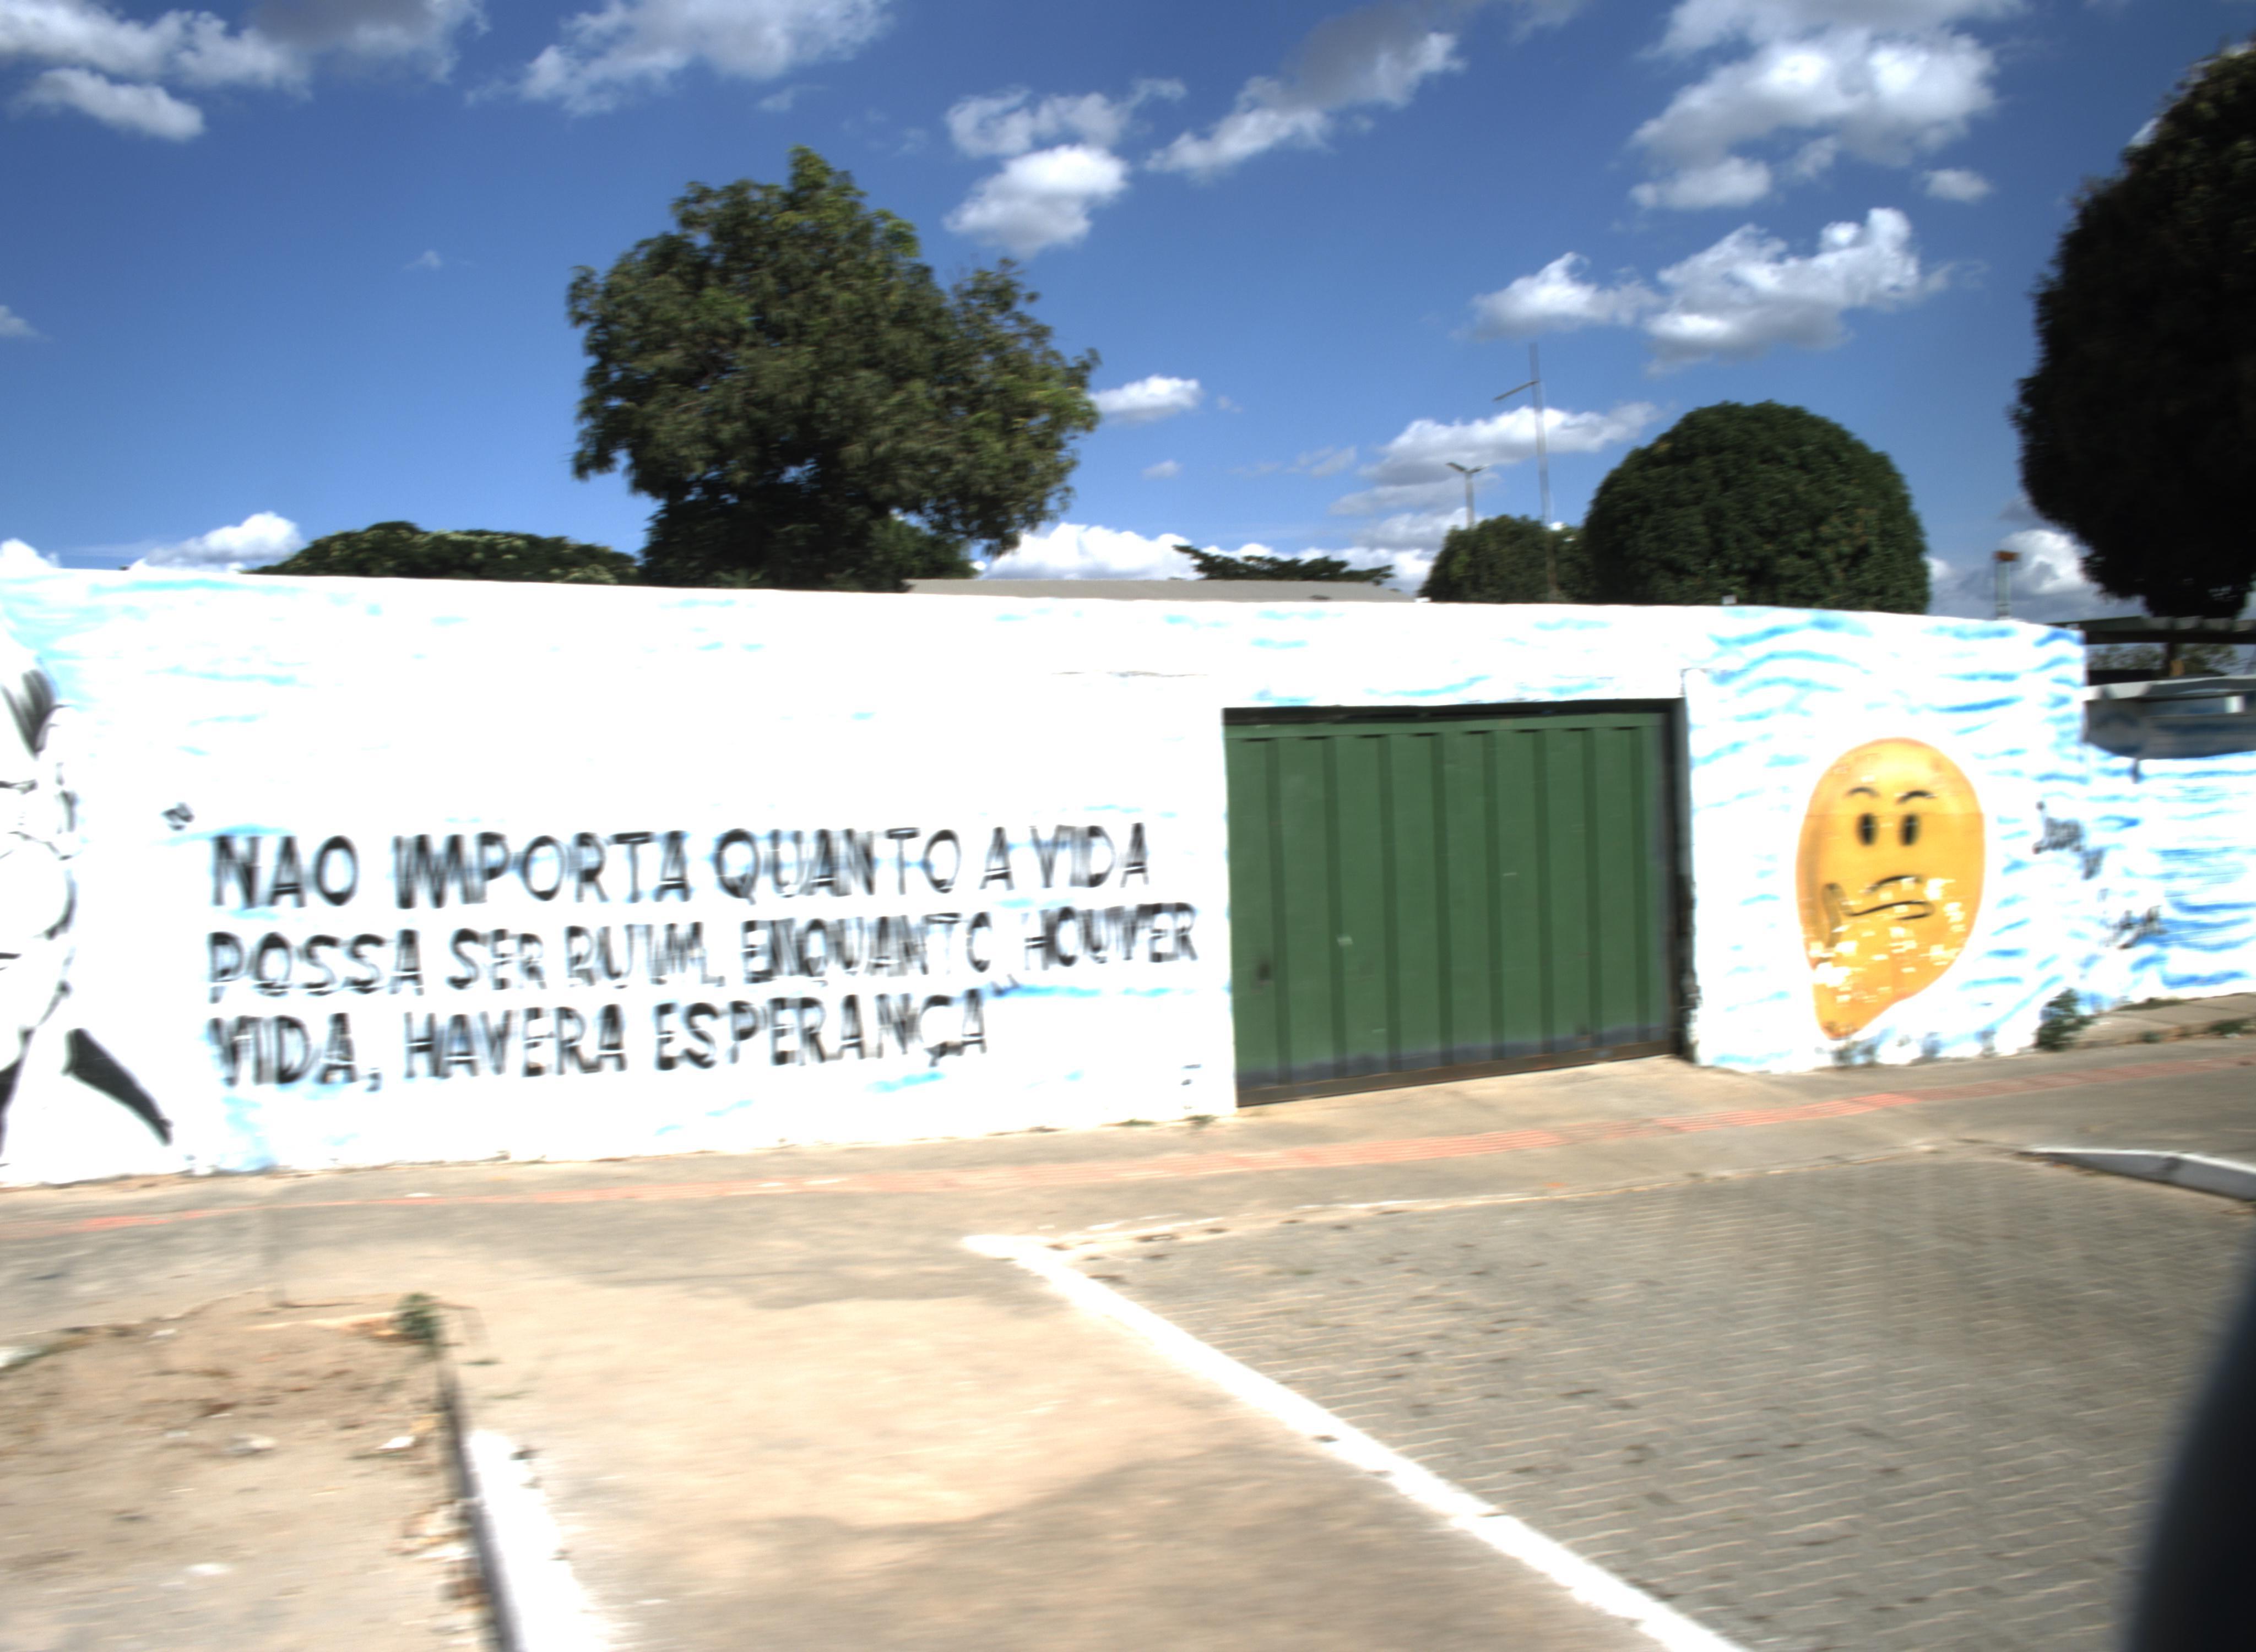 "NAO IMPORTA QUANTO A VIDA
POSSA SER RUIM, ENQUANTO HOUVER
VIDA, HAVERA ESPERANÇA"